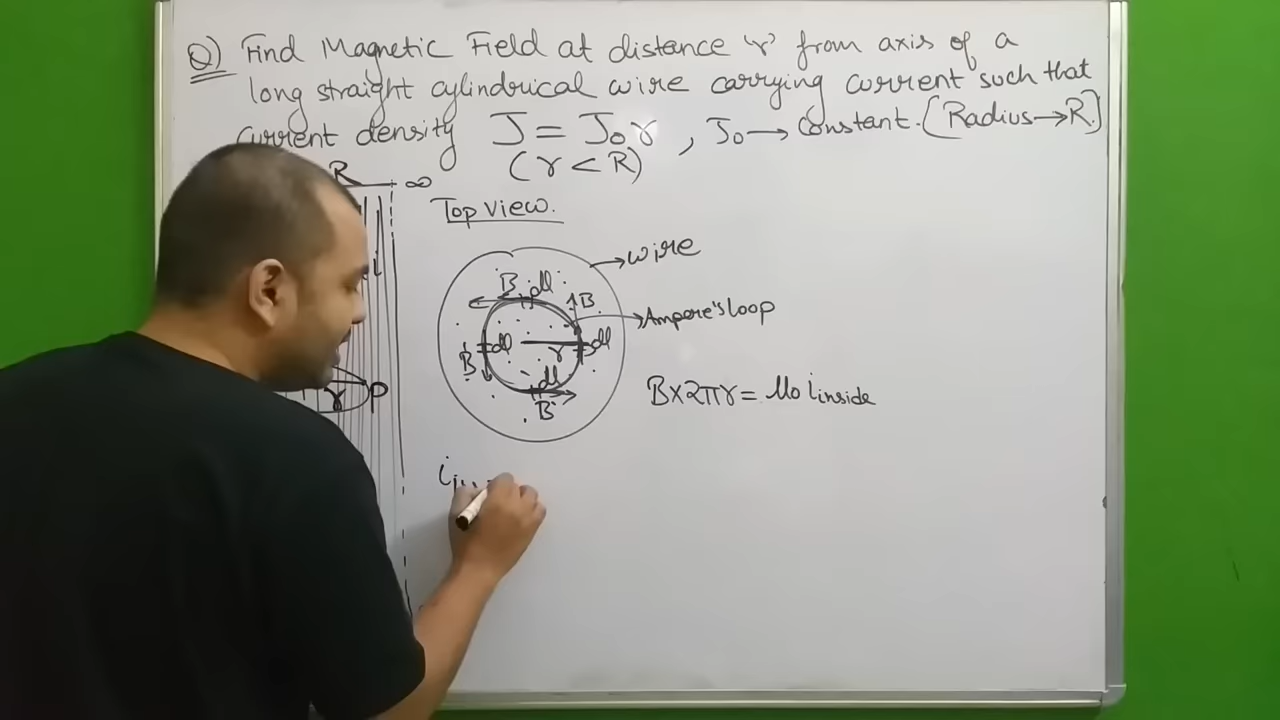 Q) Find Magnetic Field at distance 'r' from axis of a
long straight cylindrical wire carrying current such that
current density J = J₀r , J₀ → constant. [Radius → R]
(r < R)
R ∞
Top View.
wire
B dl
B
Ampere's loop
dl r dl
B
dl
B
r P
i
B×2πr = μ₀ i inside